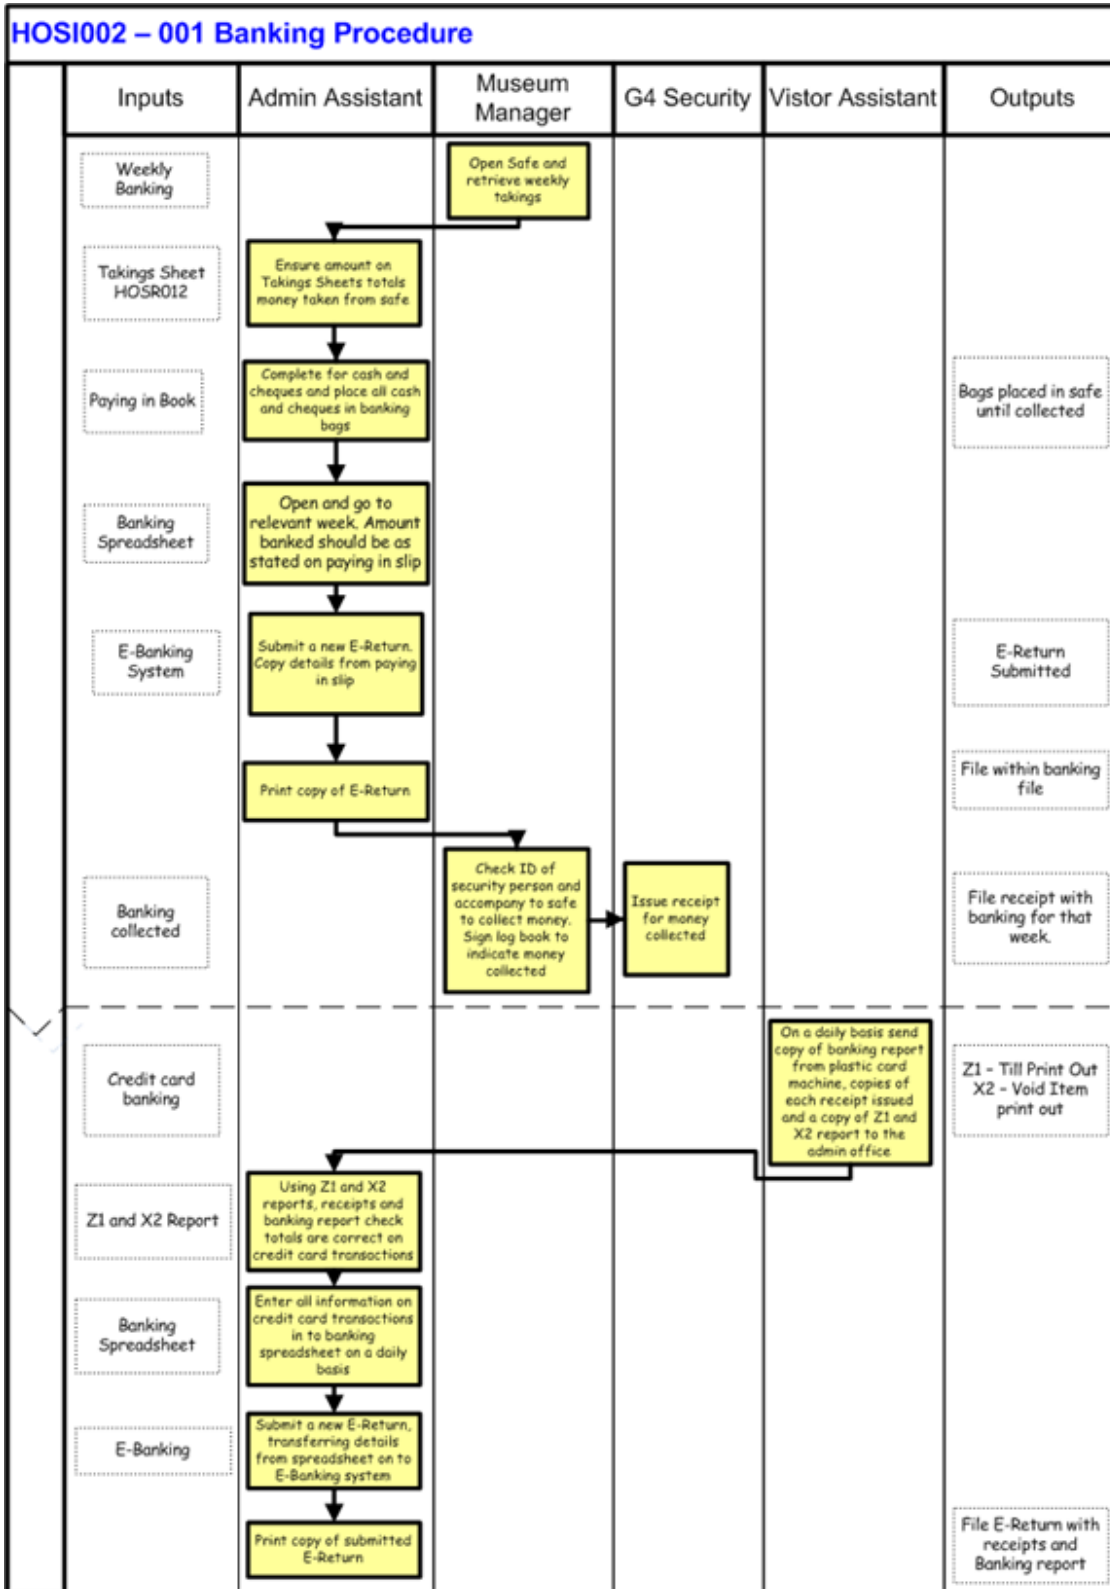 HOSI002 – 001 Banking Procedure
Inputs
Admin Assistant
Museum
Manager
G4 Security
Vistor Assistant
Outputs
Weekly
Banking
Open Safe and
retrieve weekly
takings
Takings Sheet
HOSR012
Ensure amount on
Takings Sheets totals
money taken from safe
Paying in Book
Complete for cash and
cheques and place all cash
and cheques in banking
bags
Bags placed in safe
until collected
Banking
Spreadsheet
Open and go to
relevant week. Amount
banked should be as
stated on paying in slip
E-Banking
System
Submit a new E-Return.
Copy details from paying
in slip
E-Return
Submitted
Print copy of E-Return
File within banking
file
Banking
collected
Check ID of
security person and
accompany to safe
to collect money.
Sign log book to
indicate money
collected
Issue receipt
for money
collected
File receipt with
banking for that
week.
Credit card
banking
On a daily basis send
copy of banking report
from plastic card
machine, copies of
each receipt issued
and a copy of Z1 and
X2 report to the
admin office
Z1 - Till Print Out
X2 - Void Item
print out
Z1 and X2 Report
Using Z1 and X2
reports, receipts and
banking report check
totals are correct on
credit card transactions
Banking
Spreadsheet
Enter all information on
credit card transactions
in to banking
spreadsheet on a daily
basis
E-Banking
Submit a new E-Return,
transferring details
from spreadsheet on to
E-Banking system
Print copy of submitted
E-Return
File E-Return with
receipts and
Banking report